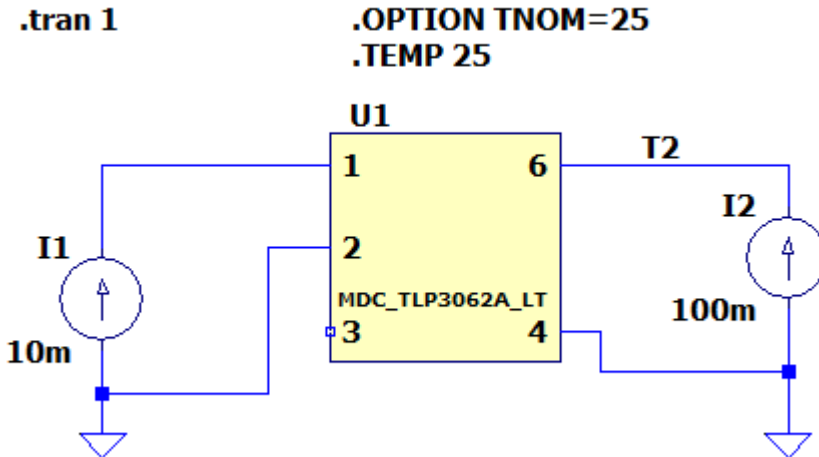 .tran 1
.OPTION TNOM=25
.TEMP 25
U1
1
6
T2
I2
I1
2
MDC_TLP3062A_LT
100m
3
4
10m